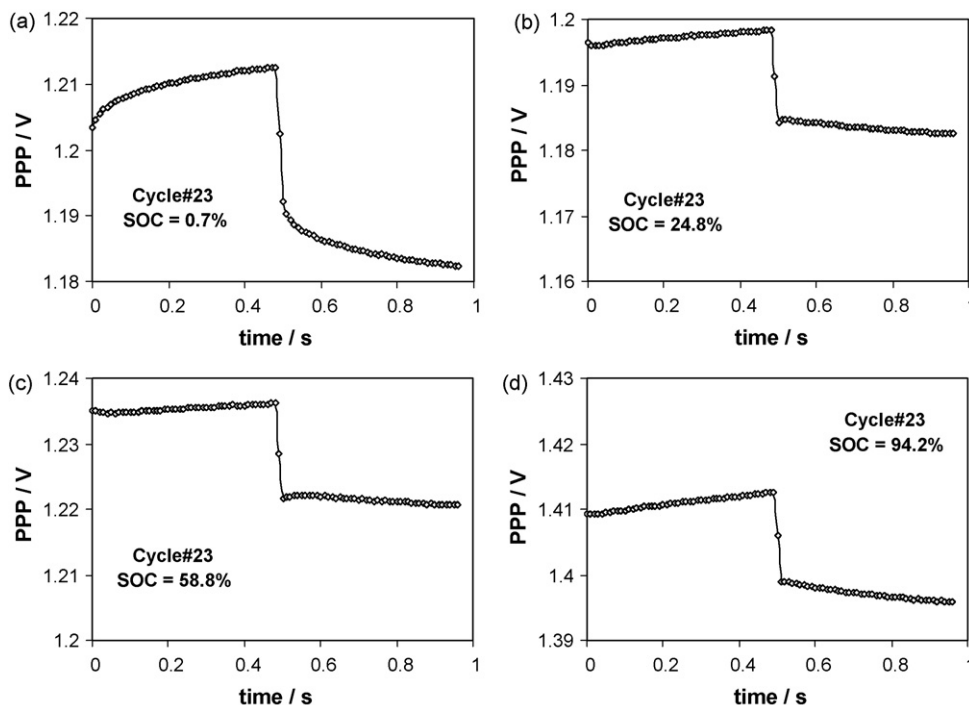 (a)
1.22
1.21
1.2
1.19
1.18
PPP / V
Cycle#23
SOC = 0.7%
0 0.2 0.4 0.6 0.8 1
time / s
(b)
1.2
1.19
1.18
1.17
1.16
PPP / V
Cycle#23
SOC = 24.8%
0 0.2 0.4 0.6 0.8 1
time / s
(c)
1.24
1.23
1.22
1.21
1.2
PPP / V
Cycle#23
SOC = 58.8%
0 0.2 0.4 0.6 0.8 1
time / s
(d)
1.43
1.42
1.41
1.4
1.39
PPP / V
Cycle#23
SOC = 94.2%
0 0.2 0.4 0.6 0.8 1
time / s